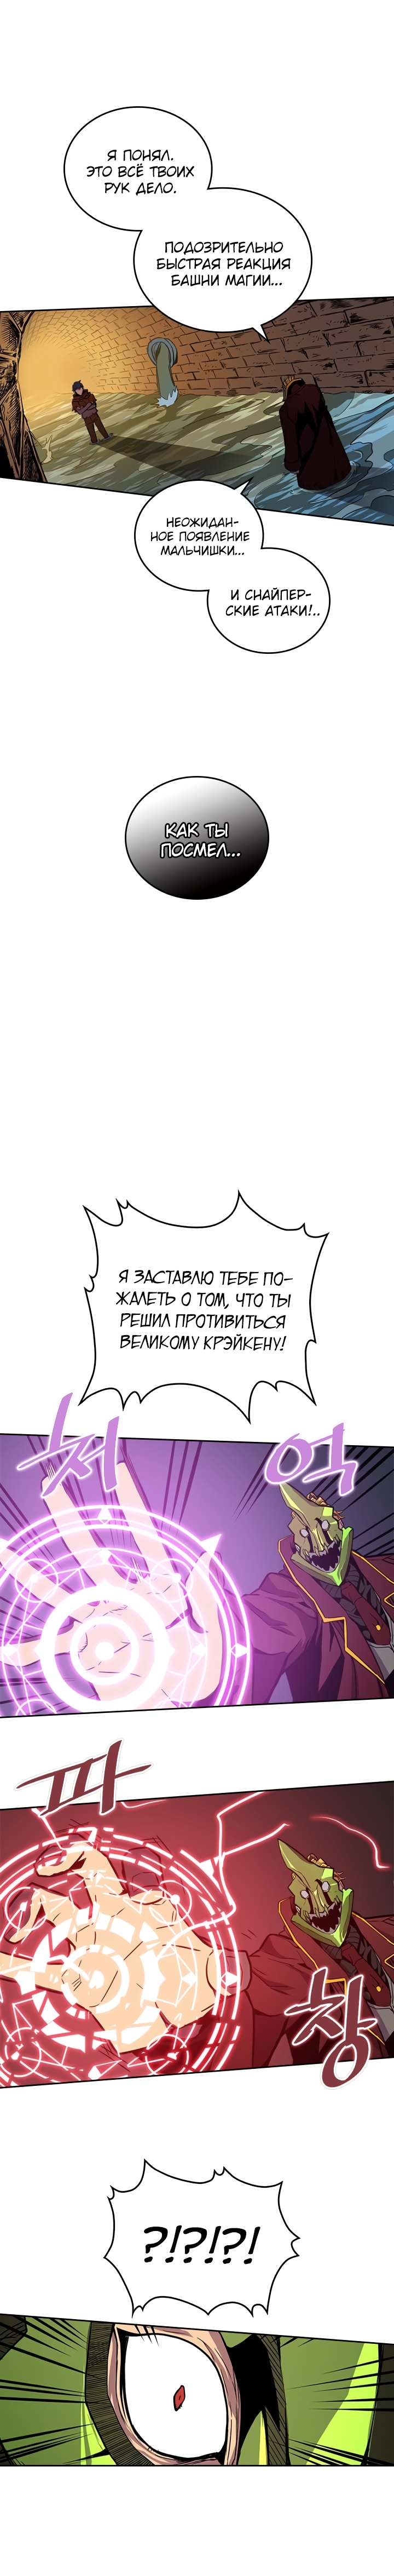 Я ПОНЯЛ.
ЭТО ВСЁ ТВОИХ
РУК ДЕЛО.
ПОДОЗРИТЕЛЬНО
БЫСТРАЯ РЕАКЦИЯ
БАШНИ МАГИИ...
НЕОЖИДАН-
НОЕ ПОЯВЛЕНИЕ
МАЛЬЧИШКИ...
И СНАЙПЕР-
СКИЕ АТАКИ!..
КАК ТЫ
ПОСМЕЛ...
Я ЗАСТАВЛЮ ТЕБЕ ПО-
ЖАЛЕТЬ О ТОМ, ЧТО ТЫ
РЕШИЛ ПРОТИВИТЬСЯ
ВЕЛИКОМУ КРЭЙКЕНУ!
처억
파창
?!?!?!